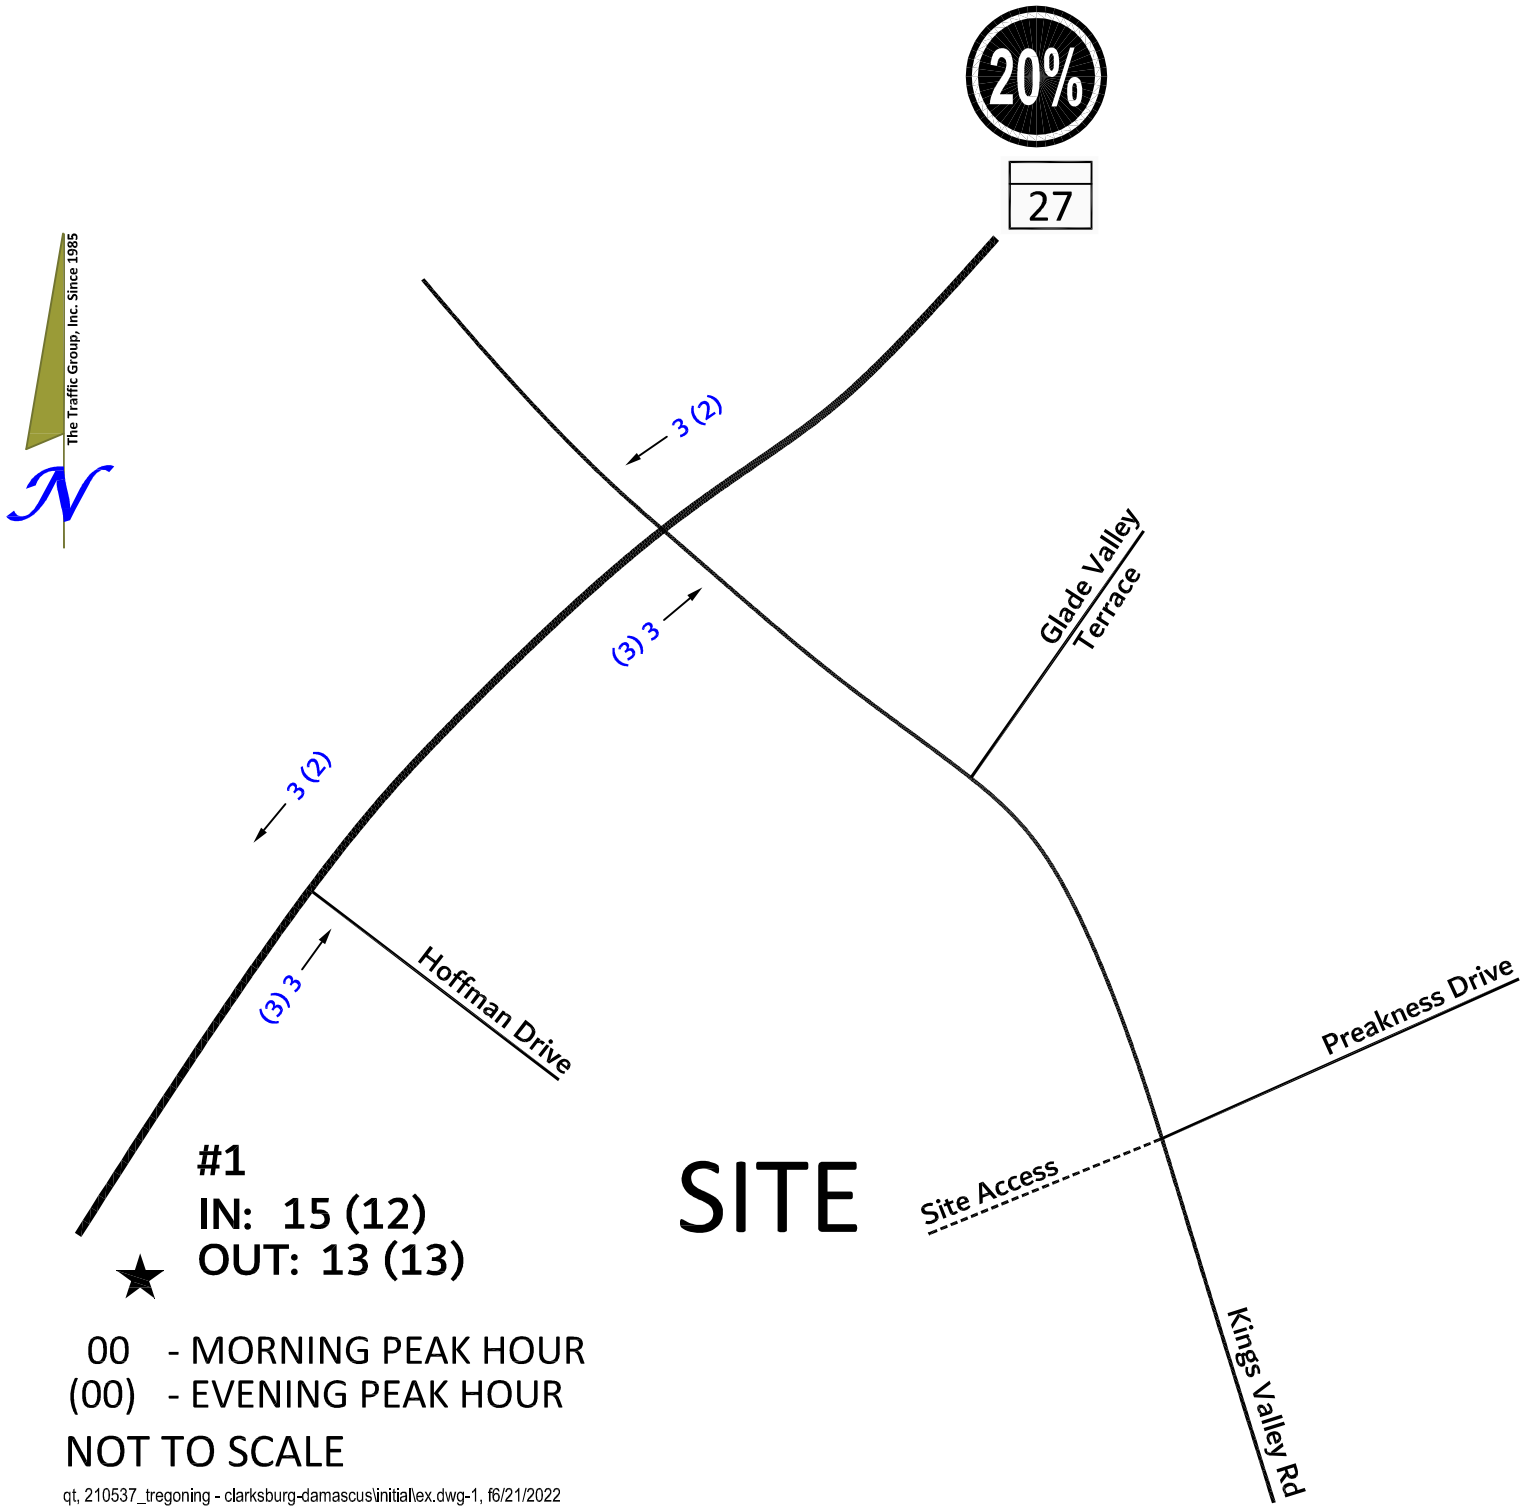 20%
27
The Traffic Group, Inc. Since 1985
N
3 (2)
(3) 3
Glade Valley
Terrace
3 (2)
(3) 3
Hoffman Drive
Preakness Drive
Site Access
SITE
Kings Valley Rd
#1
IN: 15 (12)
OUT: 13 (13)
00 - MORNING PEAK HOUR
(00) - EVENING PEAK HOUR
NOT TO SCALE
qt, 210537_tregoning - clarksburg-damascus\initial\ex.dwg-1, f6/21/2022